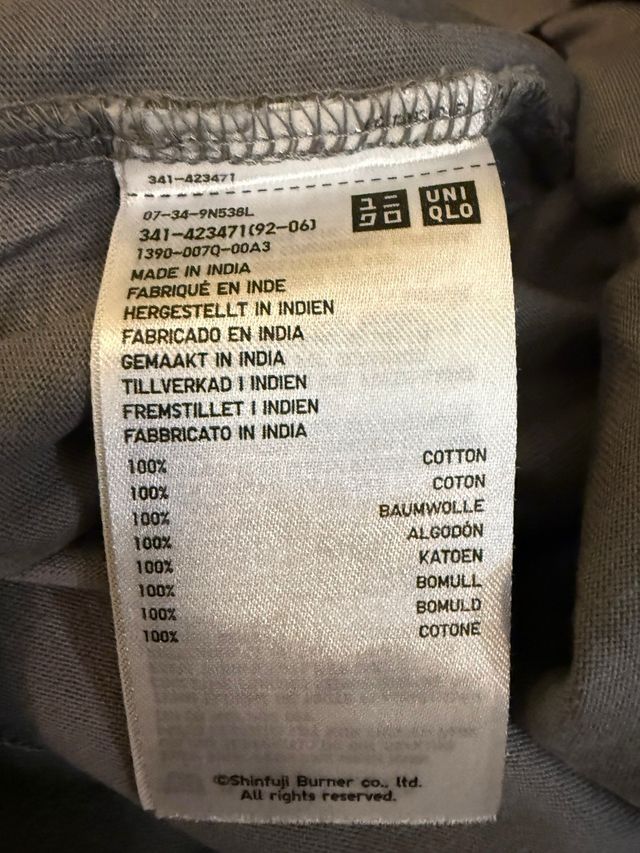 341-423471
ユニ
クロ
UNI
QLO
07-34-9N538L
341-423471(92-06)
1390-007Q-00A3
MADE IN INDIA
FABRIQUÉ EN INDE
HERGESTELLT IN INDIEN
FABRICADO EN INDIA
GEMAAKT IN INDIA
TILLVERKAD I INDIEN
FREMSTILLET I INDIEN
FABBRICATO IN INDIA
100% COTTON
100% COTON
100% BAUMWOLLE
100% ALGODÓN
100% KATOEN
100% BOMULL
100% BOMULD
100% COTONE
©Shinfuji Burner co., ltd.
All rights reserved.